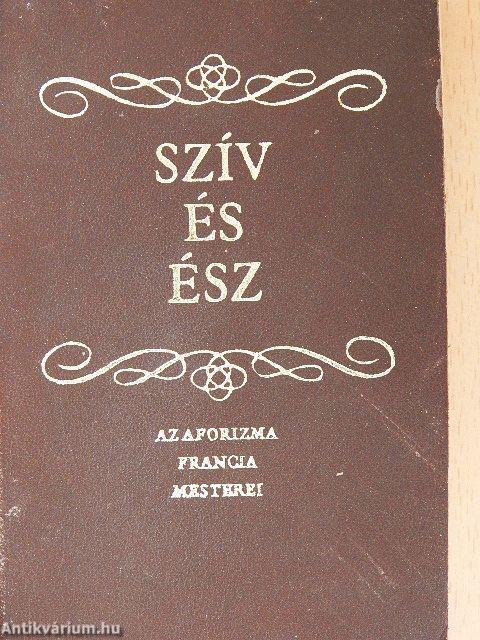 SZÍV
ÉS
ÉSZ
AZ AFORIZMA
FRANCIA
MESTEREI
Antikvárium.hu